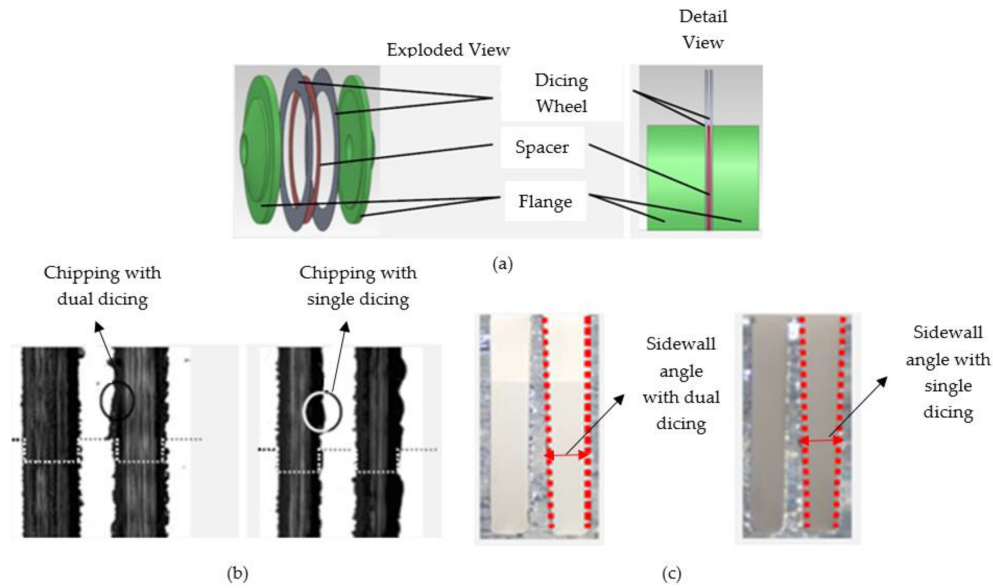 Exploded View
Detail
View
Dicing
Wheel
Spacer
Flange
(a)
Chipping with
dual dicing
Chipping with
single dicing
Sidewall
angle
with dual
dicing
Sidewall
angle with
single
dicing
(b)
(c)